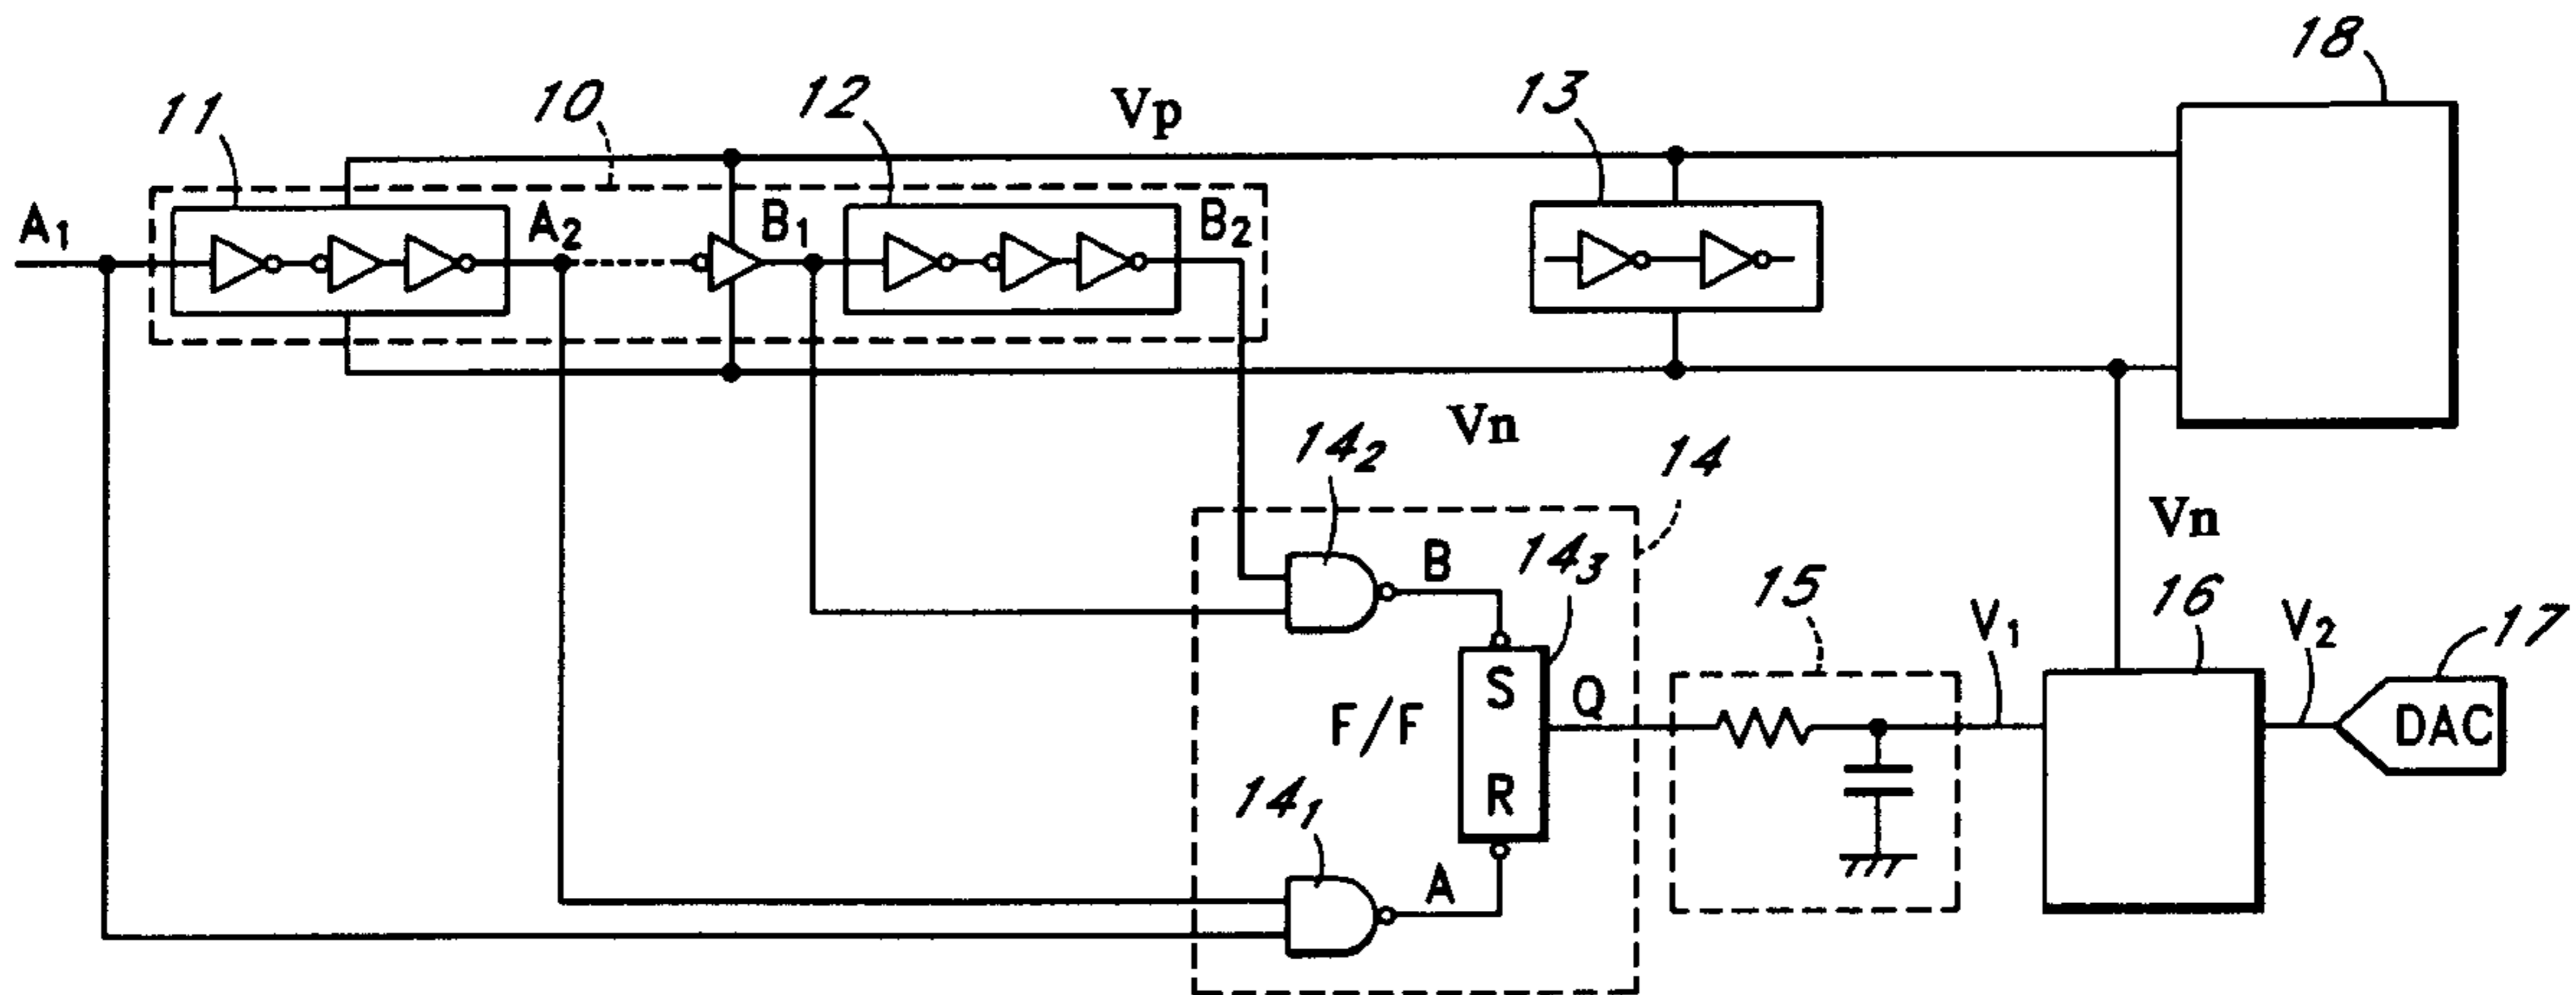 18
11
10
12
Vp
13
A₁
A₂
B₁
B₂
Vn
14₂
14
Vn
B
14₃
15
V₁
16
V₂
17
S
Q
F/F
DAC
R
14₁
A